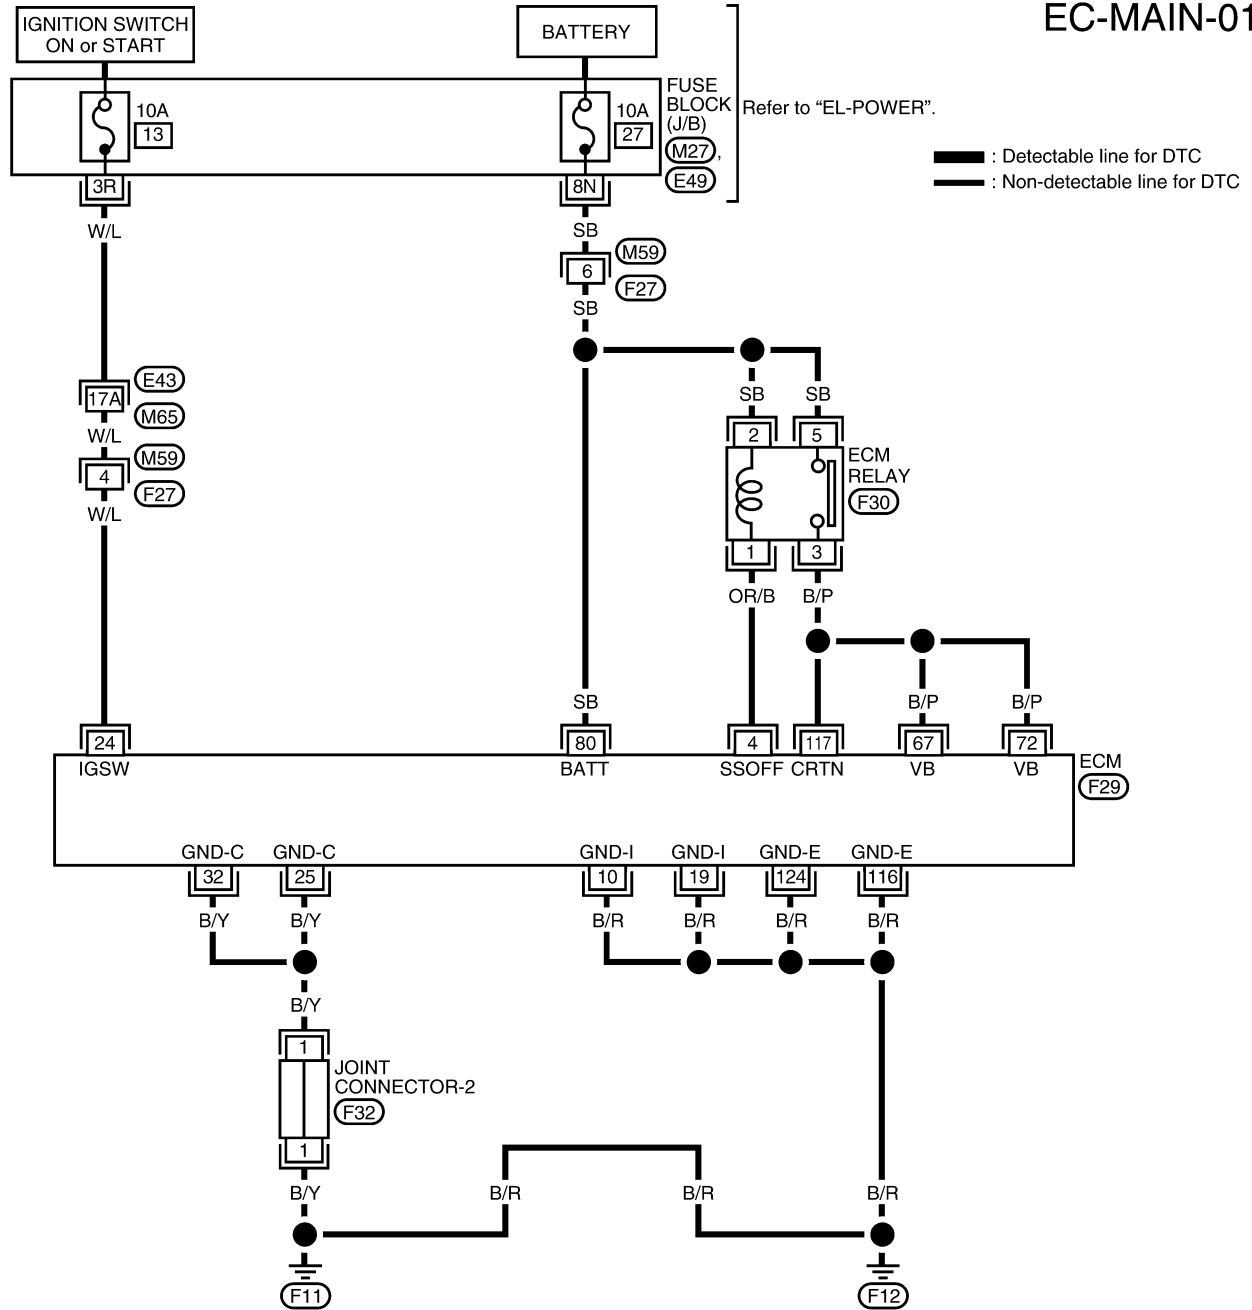 EC-MAIN-01
IGNITION SWITCH
ON or START
BATTERY
10A
13
10A
27
FUSE
BLOCK
(J/B)
M27,
E49
Refer to “EL-POWER”.
: Detectable line for DTC
: Non-detectable line for DTC
3R
8N
W/L
SB
6
M59
F27
SB
17A
E43
M65
W/L
4
M59
F27
W/L
SB
SB
2
5
ECM
RELAY
F30
1
3
OR/B
B/P
SB
B/P
B/P
24
80
4
117
67
72
IGSW
BATT
SSOFF
CRTN
VB
VB
ECM
F29
GND-C
GND-C
GND-I
GND-I
GND-E
GND-E
32
25
10
19
124
116
B/Y
B/Y
B/R
B/R
B/R
B/R
B/Y
1
JOINT
CONNECTOR-2
F32
1
B/Y
B/R
B/R
B/R
F11
F12